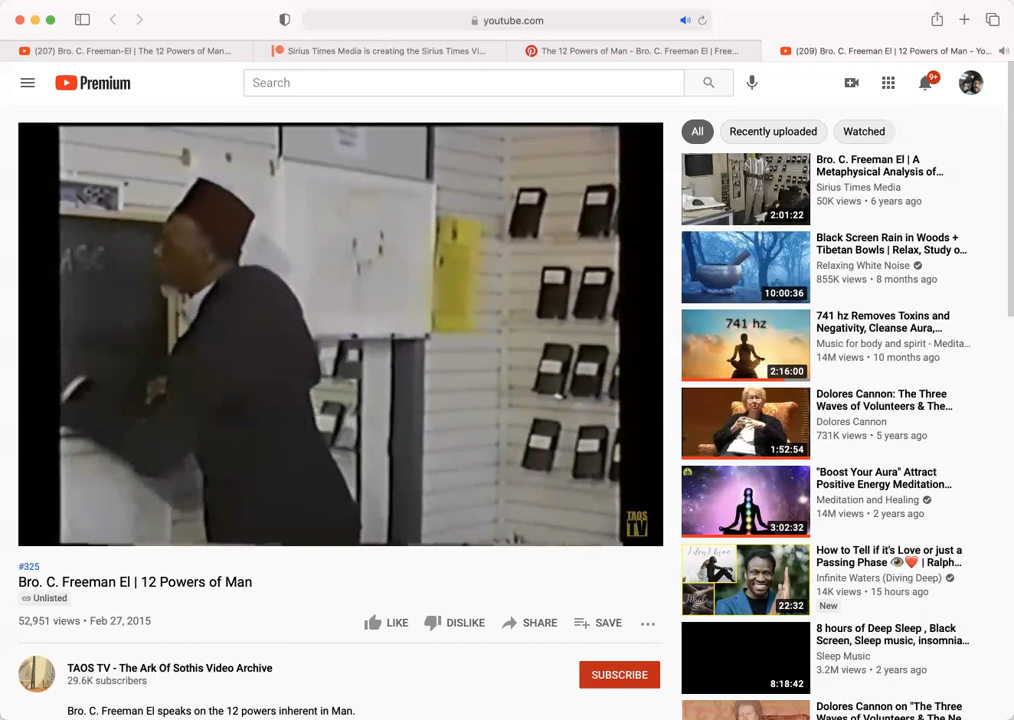 youtube.com
(207) Bro. C. Freeman-El | The 12 Powers of Man...
Sirius Times Media is creating the Sirius Times Vi...
The 12 Powers of Man - Bro. C. Freeman El | Free...
(209) Bro. C. Freeman El | 12 Powers of Man - Yo...
Premium
Search
9+
All
Recently uploaded
Watched
TAOS
TV
#325
Bro. C. Freeman El | 12 Powers of Man
Unlisted
52,951 views • Feb 27, 2015
LIKE
DISLIKE
SHARE
SAVE
TAOS TV - The Ark Of Sothis Video Archive
29.6K subscribers
SUBSCRIBE
Bro. C. Freeman El speaks on the 12 powers inherent in Man.
2:01:22
Bro. C. Freeman El | A
Metaphysical Analysis of...
Sirius Times Media
50K views • 6 years ago
10:00:36
Black Screen Rain in Woods +
Tibetan Bowls | Relax, Study o...
Relaxing White Noise
855K views • 8 months ago
741 hz
2:16:00
741 hz Removes Toxins and
Negativity, Cleanse Aura,...
Music for body and spirit - Medita...
14M views • 10 months ago
1:52:54
Dolores Cannon: The Three
Waves of Volunteers & The...
Dolores Cannon
731K views • 5 years ago
3:02:32
"Boost Your Aura" Attract
Positive Energy Meditation...
Meditation and Healing
14M views • 2 years ago
22:32
How to Tell if it's Love or just a
Passing Phase 👁️❤️ | Ralph...
Infinite Waters (Diving Deep)
14K views • 15 hours ago
New
8:18:42
8 hours of Deep Sleep , Black
Screen, Sleep music, insomnia...
Sleep Music
3.2M views • 2 years ago
Dolores Cannon on "The Three
Waves of Volunteers & The Ne